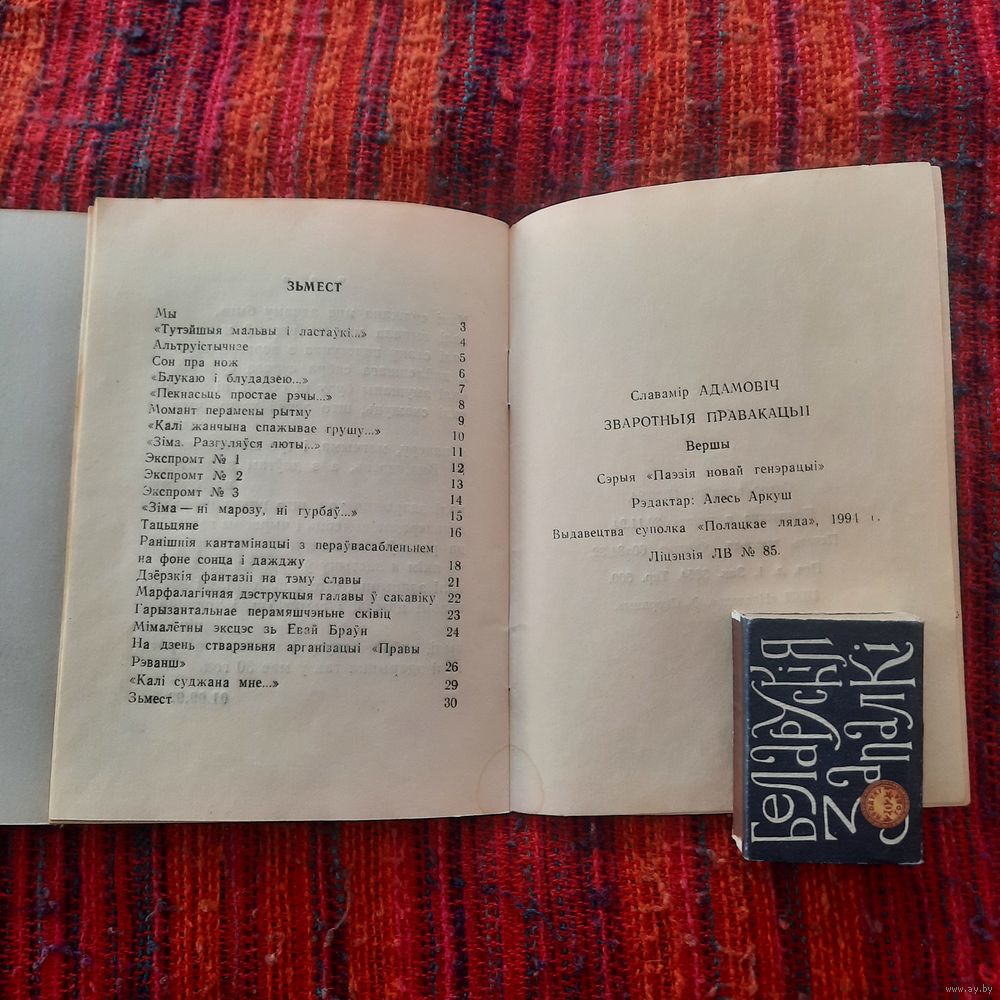 ЗЬМЕСТ
Мы 3
«Тутэйшыя мальвы і ластаўкі...» 4
Альтруістычнае 5
Сон пра нож 6
«Блукаю і блудадзею...» 7
«Пекнасьць простае рэчы...» 8
Момант перамены рытму 9
«Калі жанчына спажывае грушу...» 10
«Зіма. Разгуляўся люты...» 11
Экспромт № 1 12
Экспромт № 2 13
Экспромт № 3 14
«Зіма — ні марозу, ні гурбаў...» 15
Тацьцяне 16
Ранішнія кантамінацыі з пераўвасабленьнем
на фоне сонца і дажджу 18
Дзёрзкія фантазіі на тэму славы 21
Марфалагічная дэструкцыя галавы ў сакавіку 22
Гарызантальнае перамяшчэньне сківіц 23
Мімалётны эксцэс зь Евай Браўн 24
На дзень стварэньня арганізацыі «Правы
Рэванш» 26
«Калі суджана мне...» 29
Зьмест 30
Славамір АДАМОВІЧ
ЗВАРОТНЫЯ ПРАВАКАЦЫІ
Вершы
Сэрыя «Паэзія новай генэрацыі»
Рэдактар: Алесь Аркуш
Выдавецтва суполка «Полацкае ляда», 1994 г.
Ліцэнзія ЛВ № 85.
БеЛаРУСКіЯ
ZаПаЛКі
www.ay.by